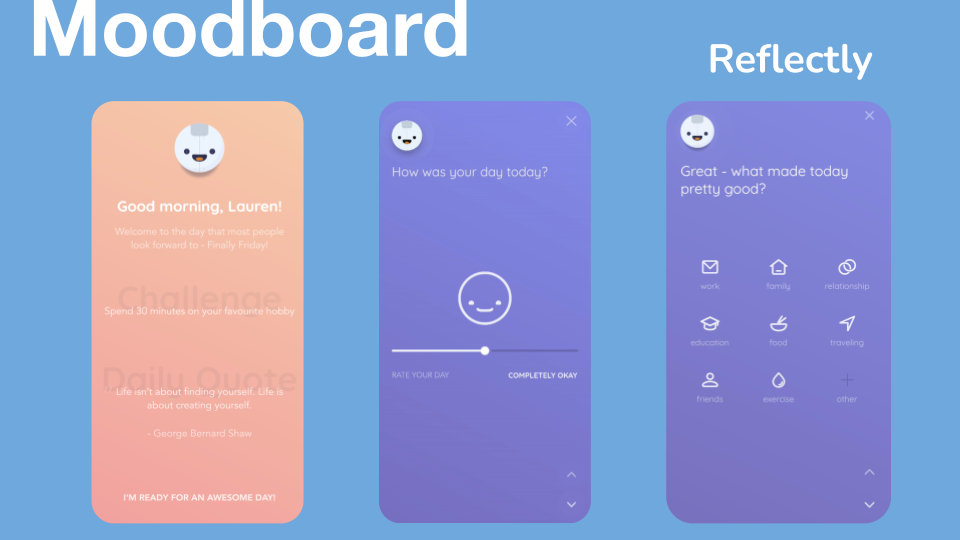 Moodboard
Reflectly
Good morning, Lauren!
Welcome to the day that most people
look forward to - Finally Friday!
Challenge
Spend 30 minutes on your favourite hobby
Daily Quote
Life isn't about finding yourself. Life is
about creating yourself.
- George Bernard Shaw
I'M READY FOR AN AWESOME DAY!
How was your day today?
RATE YOUR DAY
COMPLETELY OKAY
Great - what made today
pretty good?
work
family
relationship
education
food
traveling
friends
exercise
other